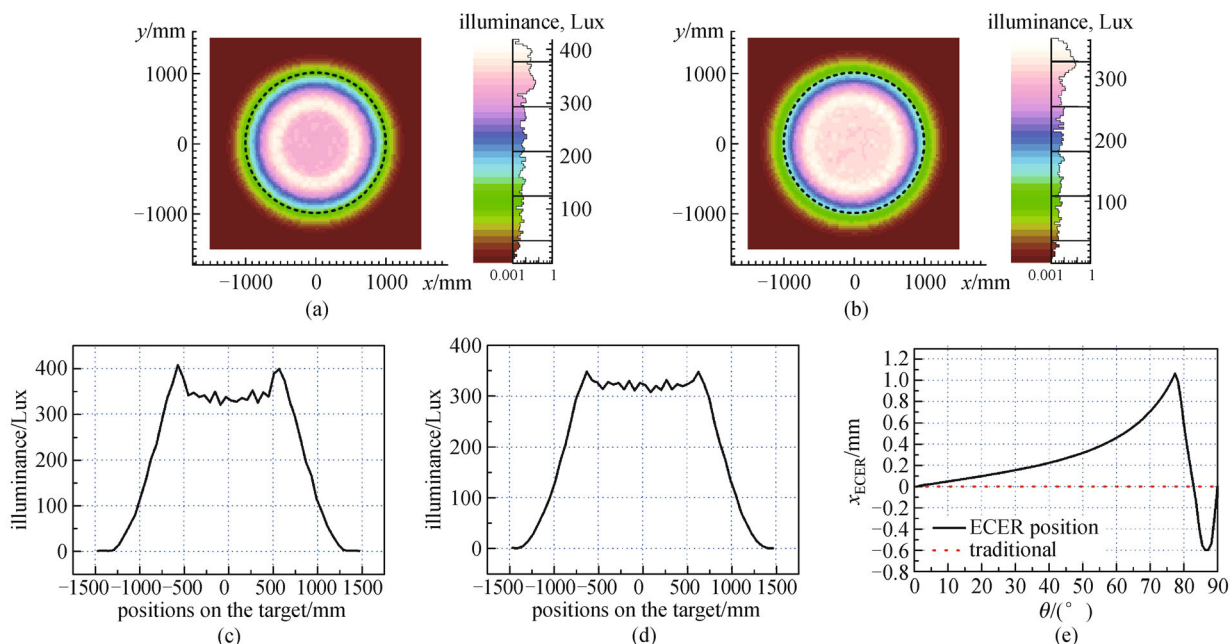 y/mm
illuminance, Lux
1000
0
−1000
−1000 0 1000 x/mm
400
300
200
100
0.001 1
(a)
y/mm
illuminance, Lux
1000
0
−1000
−1000 0 1000 x/mm
300
200
100
0.001 1
(b)
illuminance/Lux
400
300
200
100
0
−1500 −1000 −500 0 500 1000 1500
positions on the target/mm
(c)
illuminance/Lux
400
300
200
100
0
−1500 −1000 −500 0 500 1000 1500
positions on the target/mm
(d)
xECER/mm
1.2
1.0
0.8
0.6
0.4
0.2
0
−0.2
−0.4
−0.6
−0.8
ECER position
traditional
0 10 20 30 40 50 60 70 80 90
θ/(°)
(e)